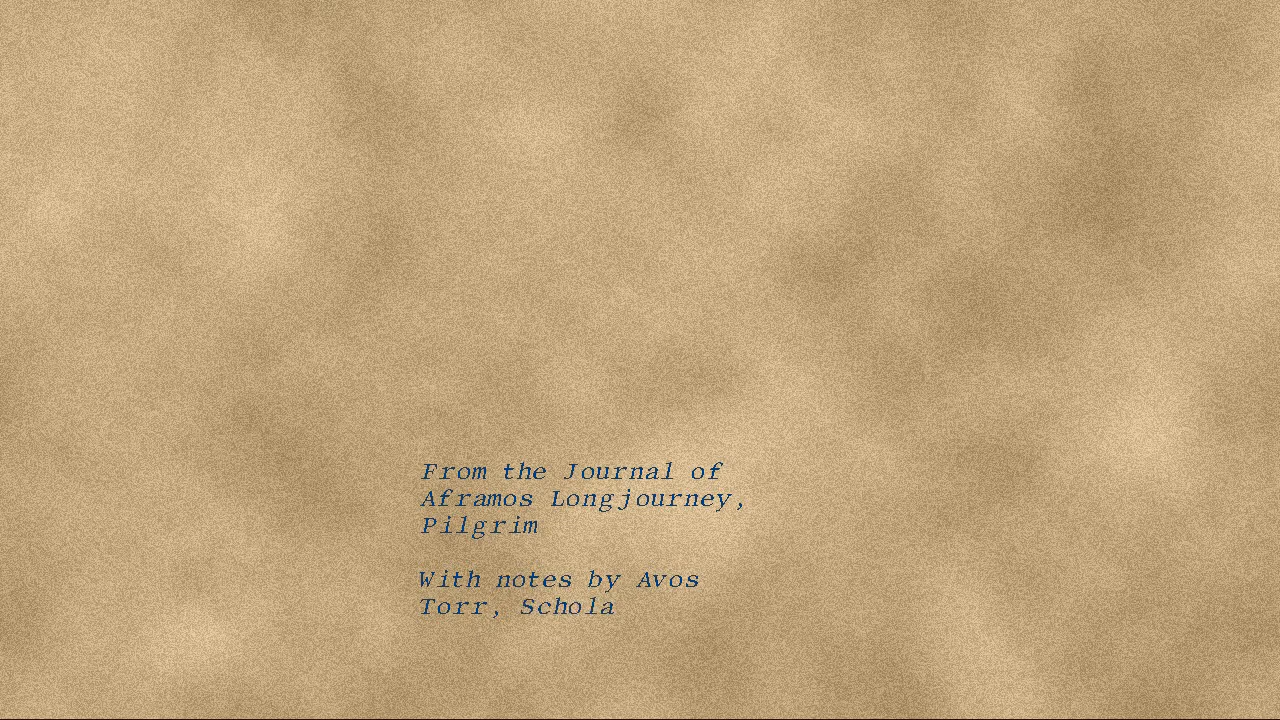 From the Journal of
Aframos Longjourney,
Pilgrim
With notes by Avos
Torr, Schola